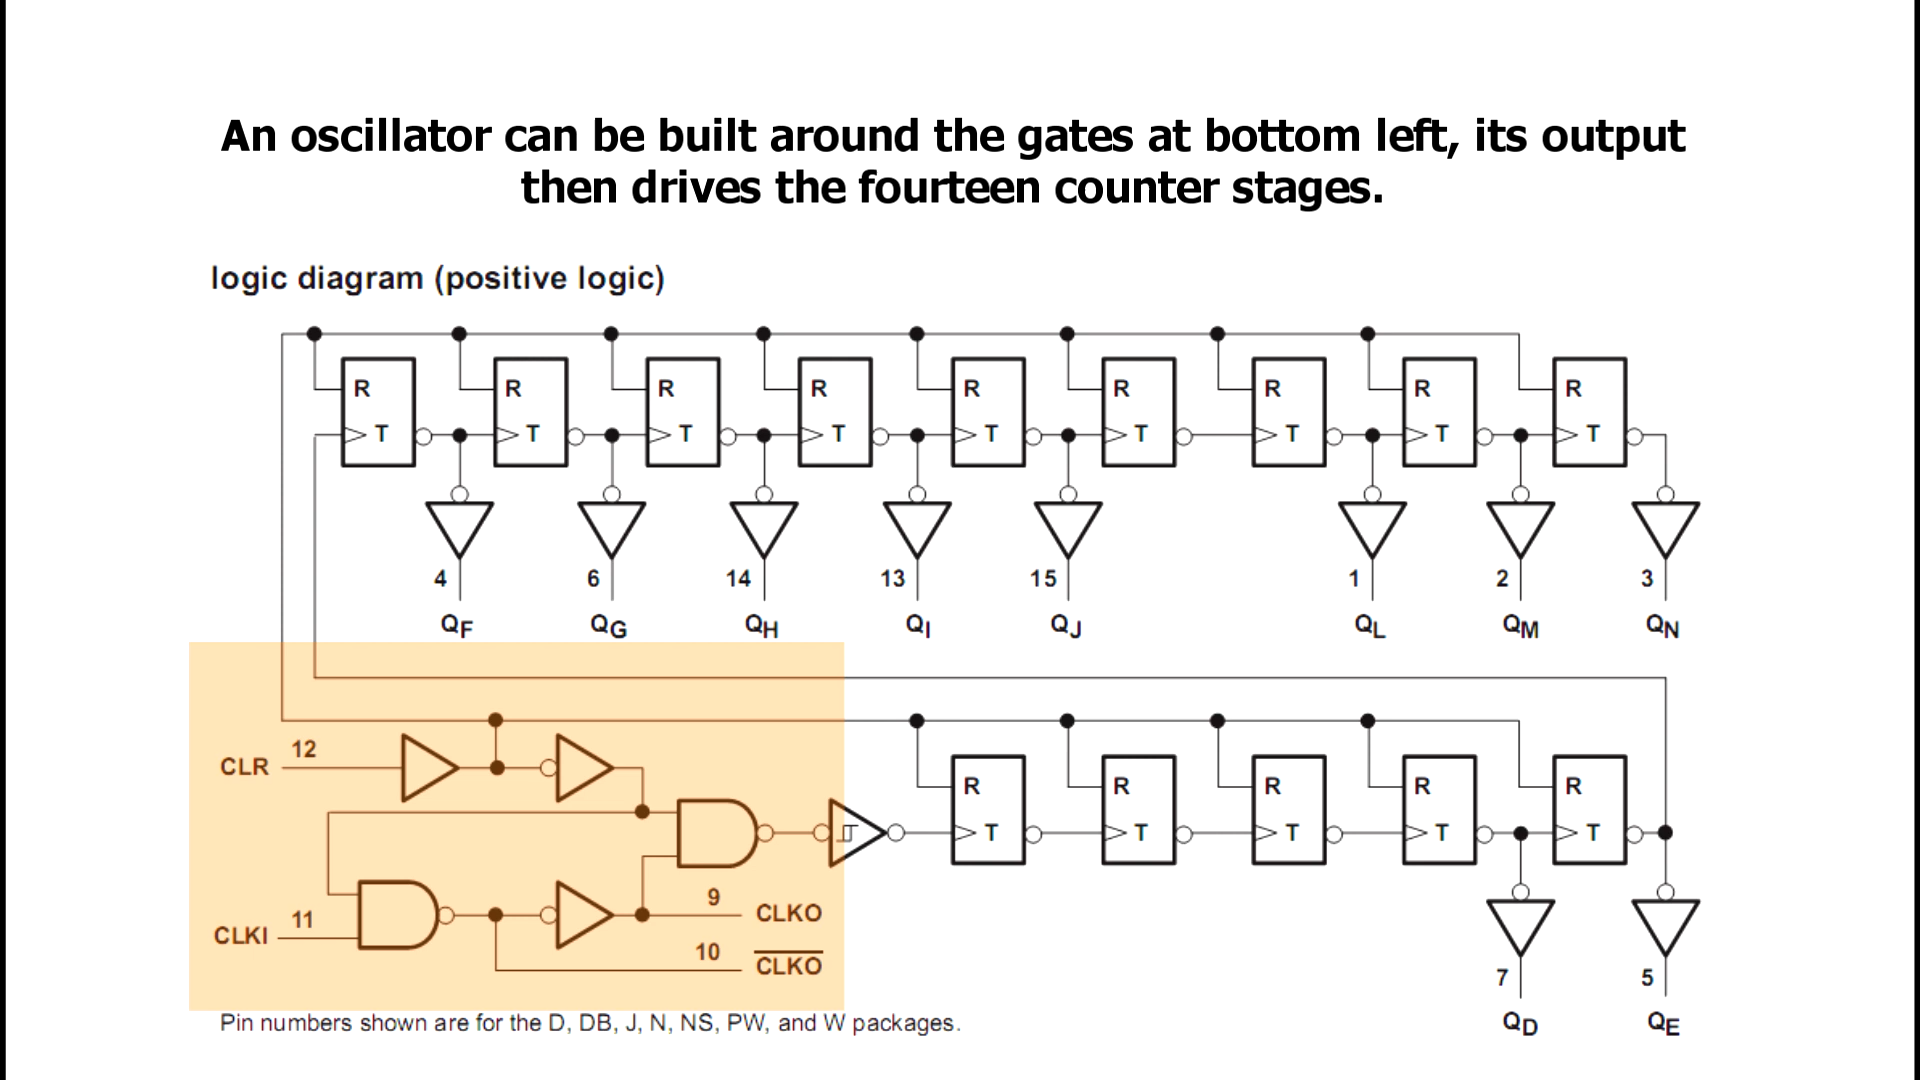 An oscillator can be built around the gates at bottom left, its output
then drives the fourteen counter stages.
logic diagram (positive logic)
R R R R R R R R R
T T T T T T T T T
4 6 14 13 15 1 2 3
QF QG QH QI QJ QL QM QN
CLR 12
R R R R R
T T T T T
CLKI 11
9 CLKO
10 C̅L̅K̅O̅
7 5
QD QE
Pin numbers shown are for the D, DB, J, N, NS, PW, and W packages.